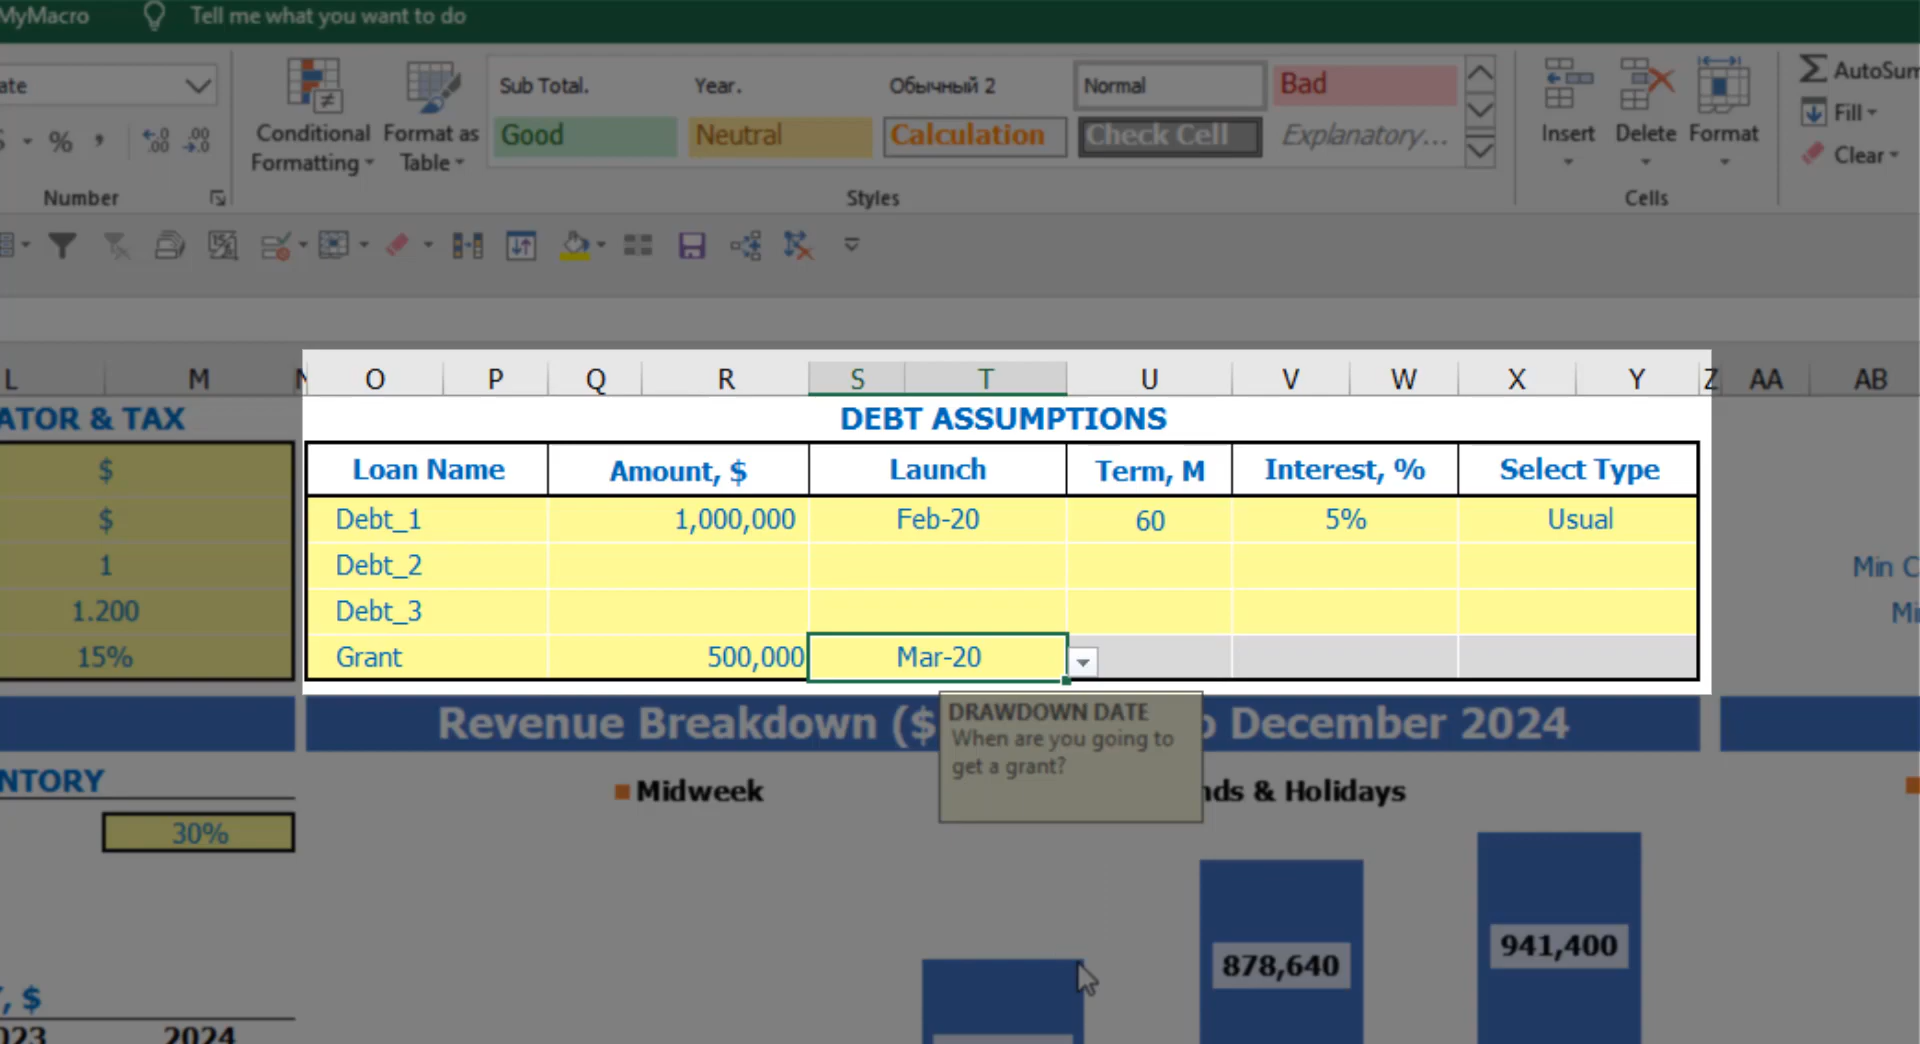 MyMacro
Tell me what you want to do
ate
%
Conditional
Formatting
Format as
Table
Sub Total.
Year.
Обычный 2
Normal
Bad
Good
Neutral
Calculation
Check Cell
Explanatory...
Insert
Delete
Format
AutoSum
Fill
Clear
Number
Styles
Cells
L M N O P Q R S T U V W X Y Z AA AB
ATOR & TAX
$
$
1
1.200
15%
DEBT ASSUMPTIONS
Loan Name Amount, $ Launch Term, M Interest, % Select Type
Debt_1 1,000,000 Feb-20 60 5% Usual
Debt_2
Debt_3
Grant 500,000 Mar-20
Min C
Mi
Revenue Breakdown ($
o December 2024
DRAWDOWN DATE
When are you going to
get a grant?
NTORY
30%
Midweek
nds & Holidays
878,640
941,400
, $
023 2024